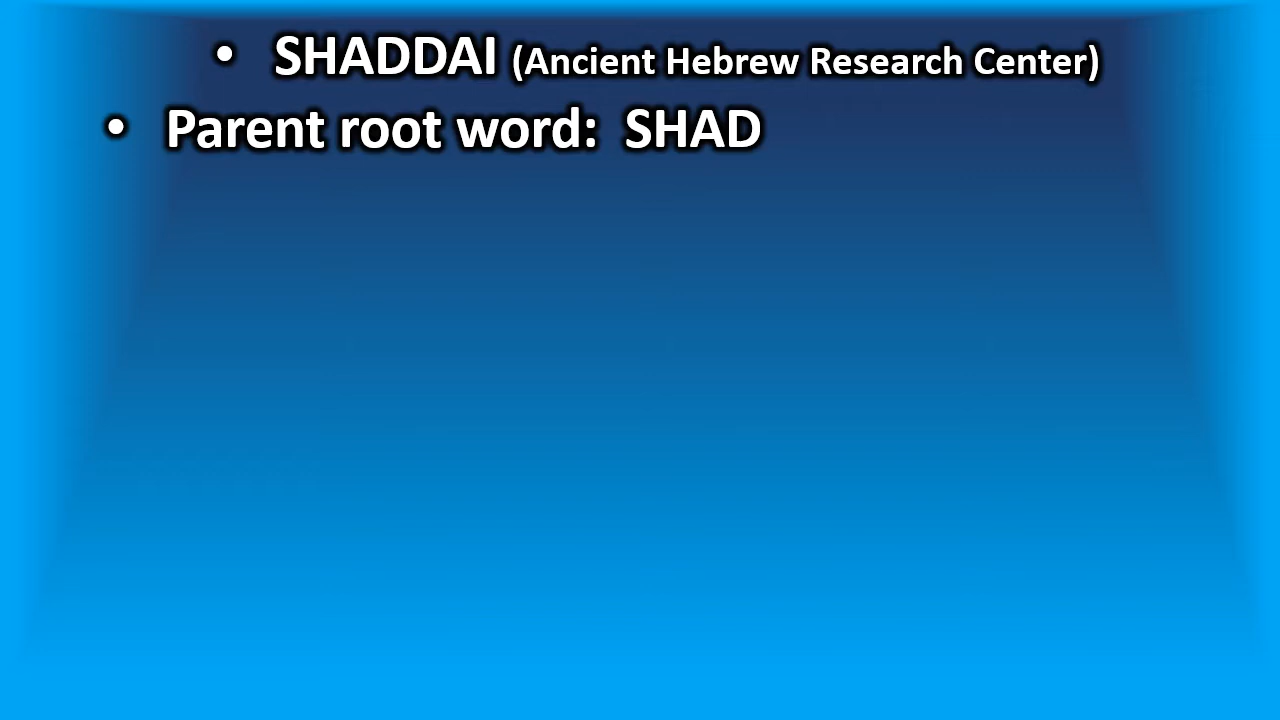 • SHADDAI (Ancient Hebrew Research Center)
• Parent root word: SHAD